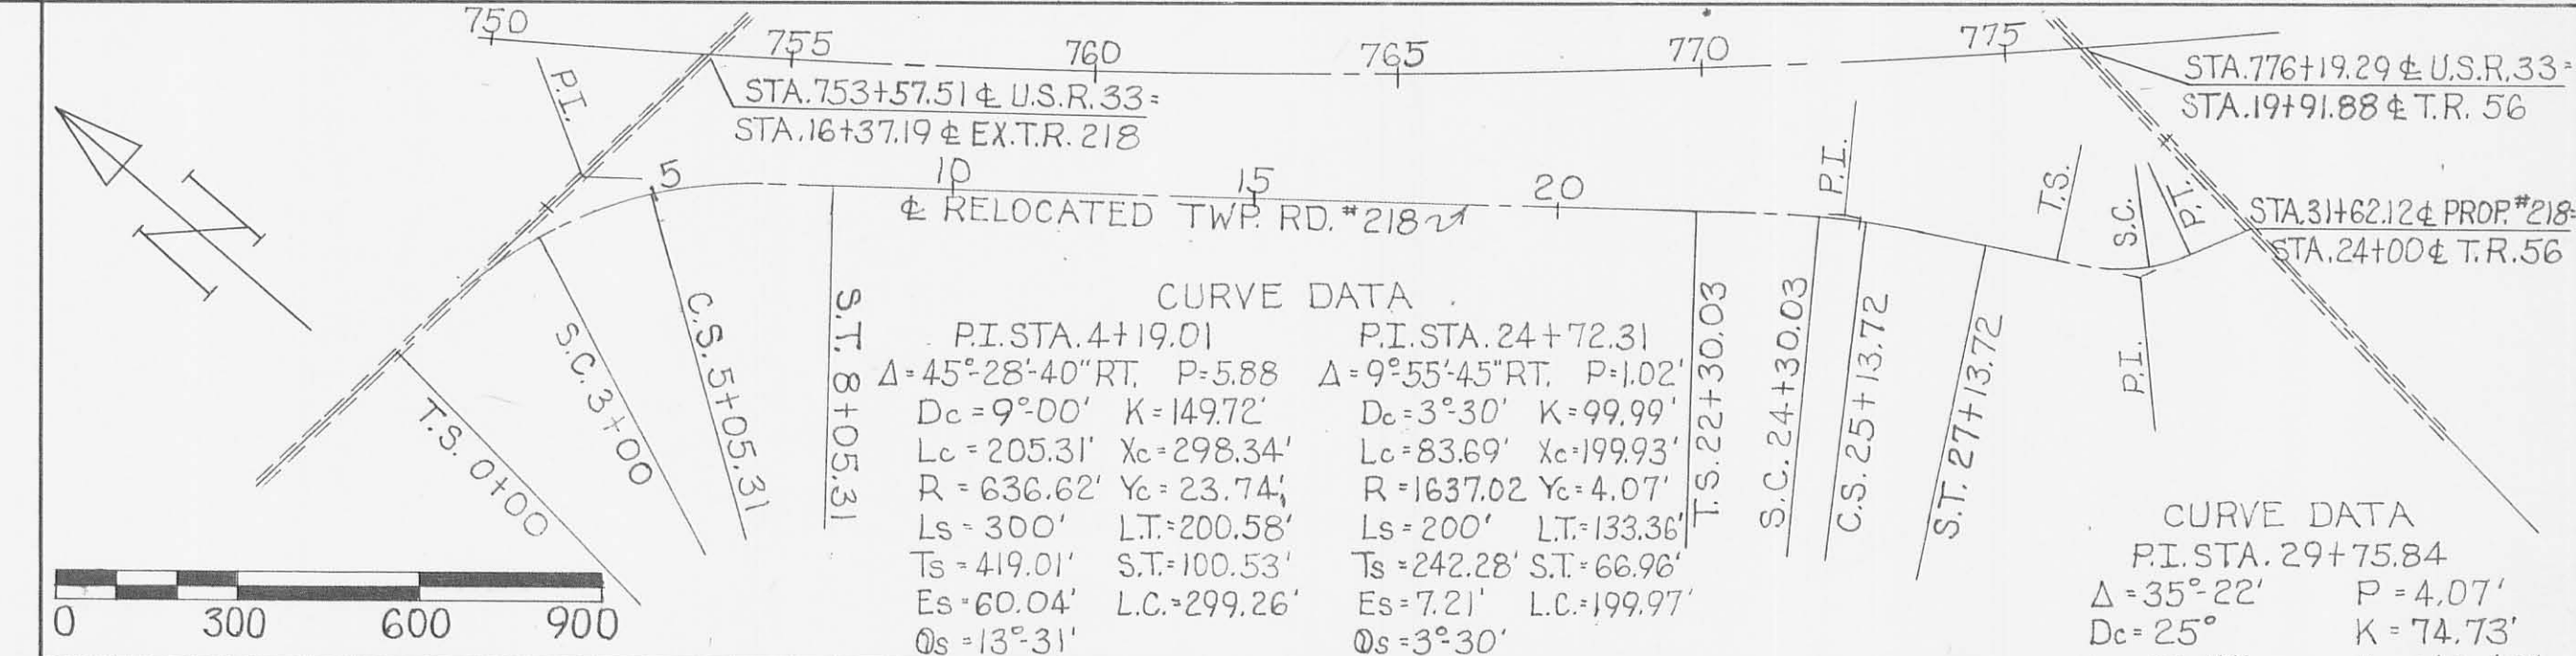 750
755
760
765
770
775
P.I.
STA.753+57.51 ℄ U.S.R.33=
STA.16+37.19 ℄ EX.T.R. 218
STA.776+19.29 ℄ U.S.R.33=
STA.19+91.88 ℄ T.R. 56
N
5
10
15
20
℄ RELOCATED TWP. RD. #218
P.I.
T.S.
S.C.
P.T.
STA.31+62.12 ℄ PROP. #218=
STA.24+00 ℄ T.R.56
P.I.
T.S. 0+00
S.C. 3+00
C.S. 5+05.31
S.T. 8+05.31
T.S. 22+30.03
S.C. 24+30.03
C.S. 25+13.72
S.T. 27+13.72
CURVE DATA
P.I. STA. 4+19.01
Δ=45°-28'-40"RT. P=5.88
Dc=9°-00' K=149.72'
Lc=205.31' Xc=298.34'
R=636.62' Yc=23.74'
Ls=300' L.T.=200.58'
Ts=419.01' S.T.=100.53'
Es=60.04' L.C.=299.26'
Θs=13°-31'
P.I. STA. 24+72.31
Δ=9°55'-45"RT. P=1.02'
Dc=3°-30' K=99.99'
Lc=83.69' Xc=199.93'
R=1637.02 Yc=4.07'
Ls=200' L.T.=133.36'
Ts=242.28' S.T.=66.96'
Es=7.21' L.C.=199.97'
Θs=3°-30'
CURVE DATA
P.I. STA. 29+75.84
Δ=35°-22' P=4.07'
Dc=25° K=74.73'
0 300 600 900